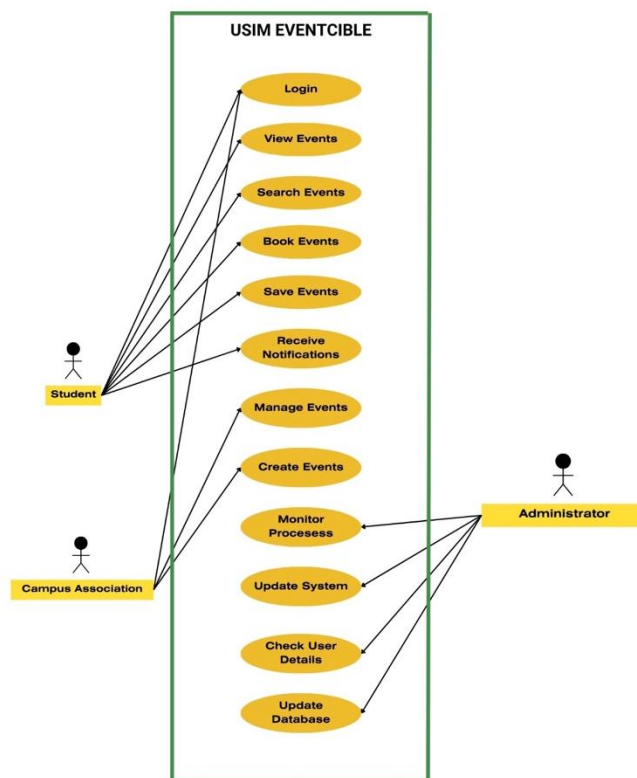 USIM EVENTCIBLE
Login
View Events
Search Events
Book Events
Save Events
Receive
Notifications
Student
Manage Events
Create Events
Monitor
Procesess
Administrator
Campus Association
Update System
Check User
Details
Update
Database